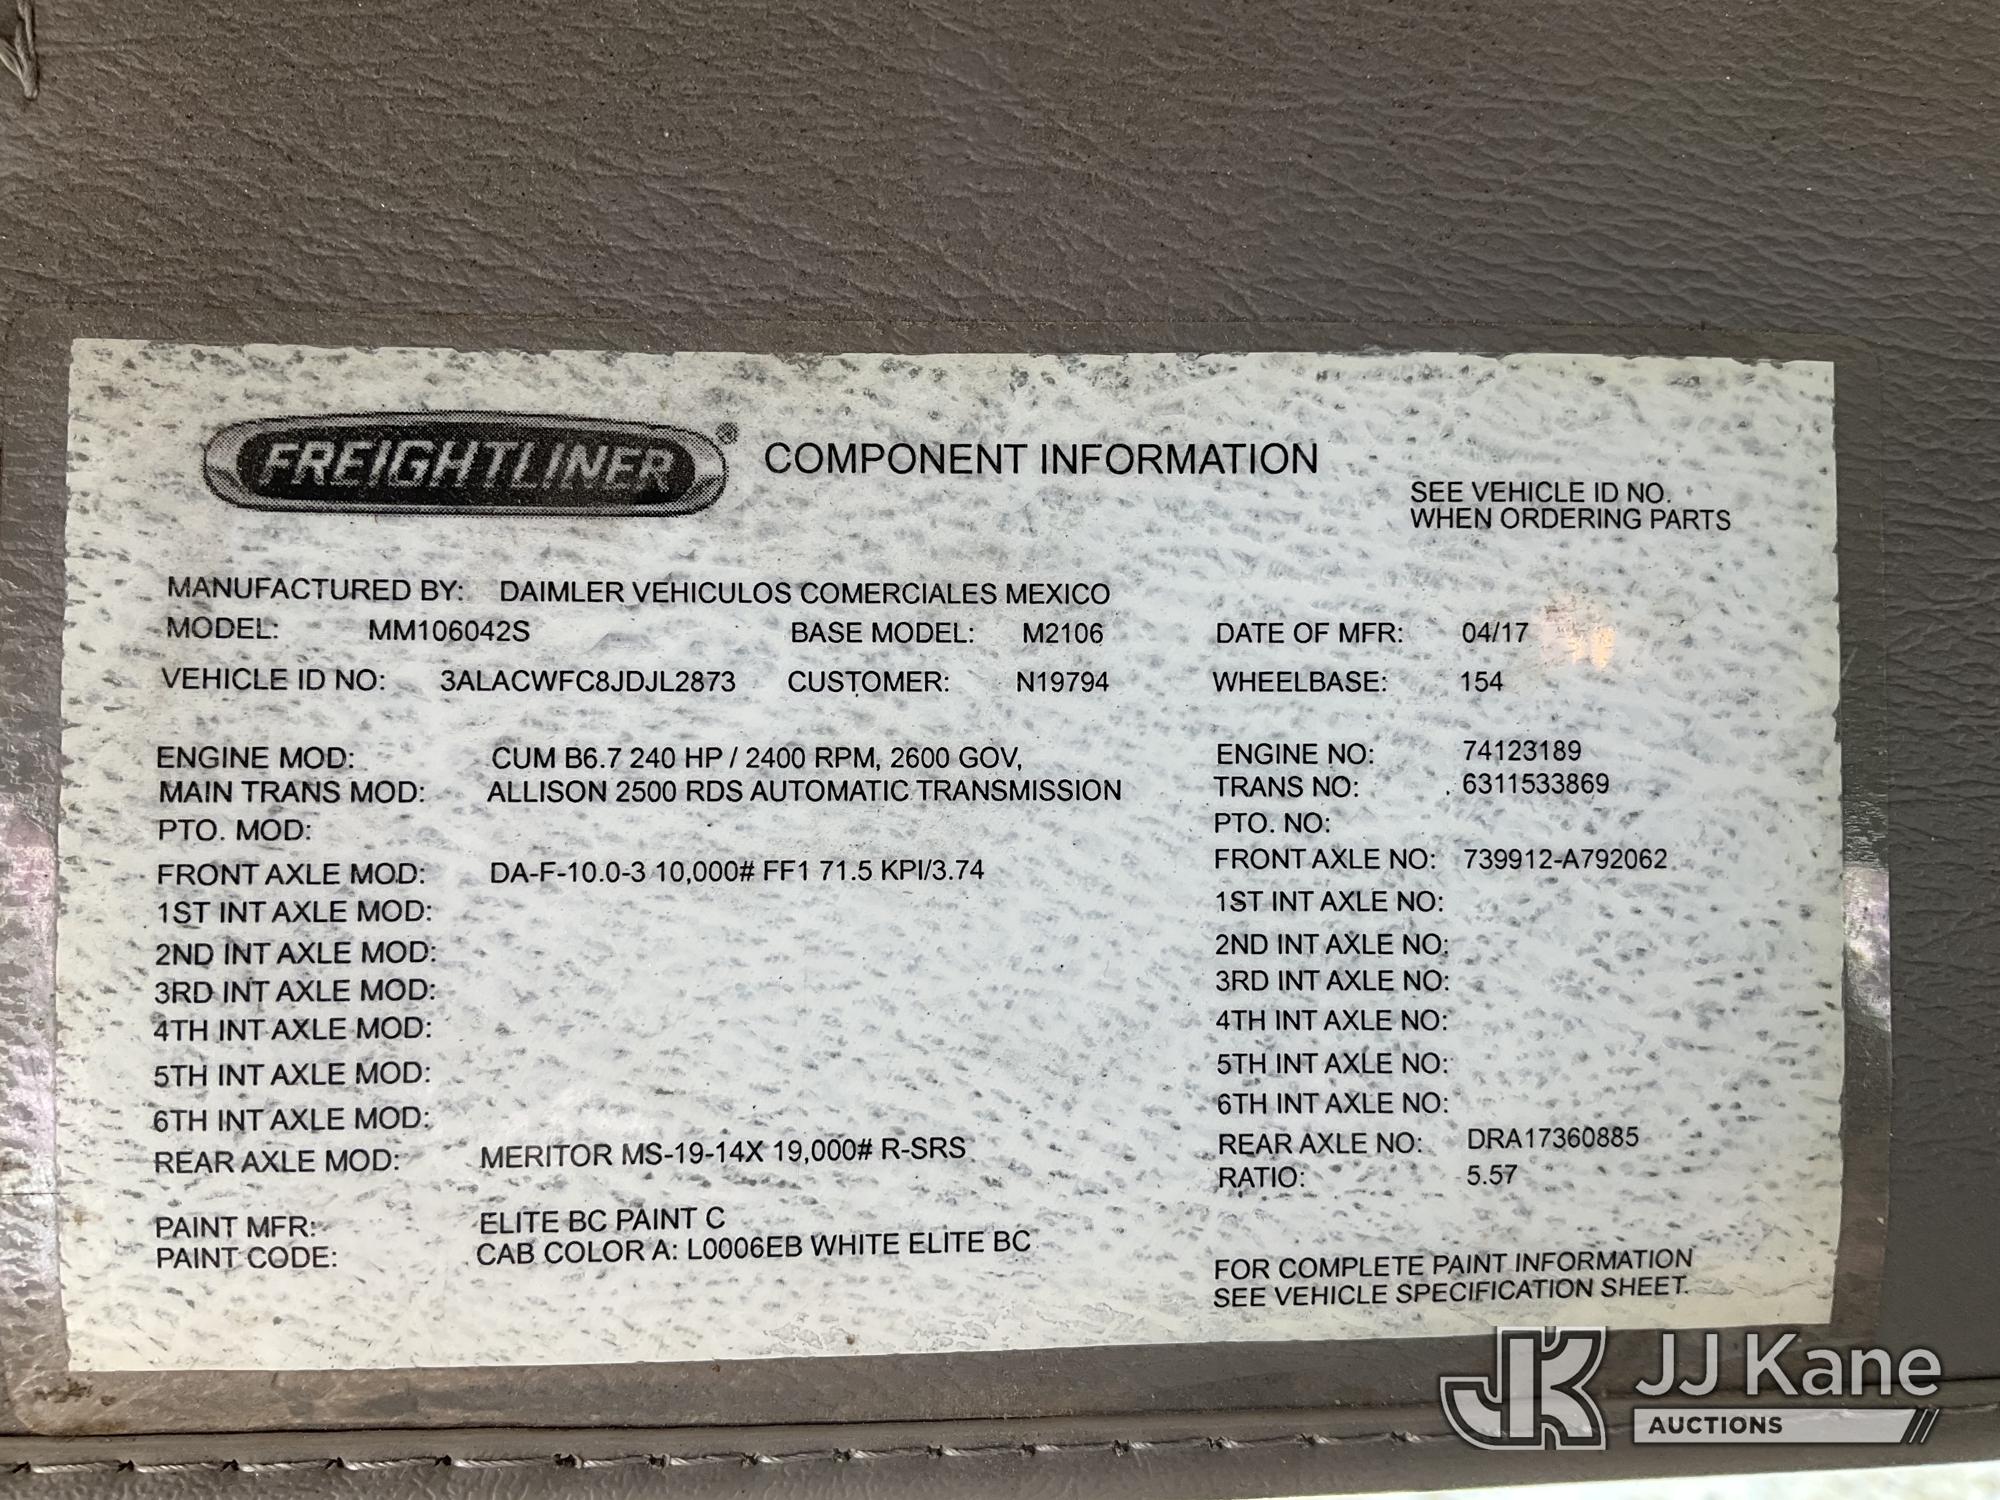 FREIGHTLINER® COMPONENT INFORMATION
SEE VEHICLE ID NO.
WHEN ORDERING PARTS
MANUFACTURED BY: DAIMLER VEHICULOS COMERCIALES MEXICO
MODEL: MM106042S BASE MODEL: M2106 DATE OF MFR: 04/17
VEHICLE ID NO: 3ALACWFC8JDJL2873 CUSTOMER: N19794 WHEELBASE: 154
ENGINE MOD: CUM B6.7 240 HP / 2400 RPM, 2600 GOV, ENGINE NO: 74123189
MAIN TRANS MOD: ALLISON 2500 RDS AUTOMATIC TRANSMISSION TRANS NO: 6311533869
PTO. MOD: PTO. NO:
FRONT AXLE MOD: DA-F-10.0-3 10,000# FF1 71.5 KPI/3.74 FRONT AXLE NO: 739912-A792062
1ST INT AXLE MOD: 1ST INT AXLE NO:
2ND INT AXLE MOD: 2ND INT AXLE NO:
3RD INT AXLE MOD: 3RD INT AXLE NO:
4TH INT AXLE MOD: 4TH INT AXLE NO:
5TH INT AXLE MOD: 5TH INT AXLE NO:
6TH INT AXLE MOD: 6TH INT AXLE NO:
REAR AXLE MOD: MERITOR MS-19-14X 19,000# R-SRS REAR AXLE NO: DRA17360885
RATIO: 5.57
PAINT MFR: ELITE BC PAINT C
PAINT CODE: CAB COLOR A: L0006EB WHITE ELITE BC
FOR COMPLETE PAINT INFORMATION
SEE VEHICLE SPECIFICATION SHEET.
JK JJ Kane
AUCTIONS